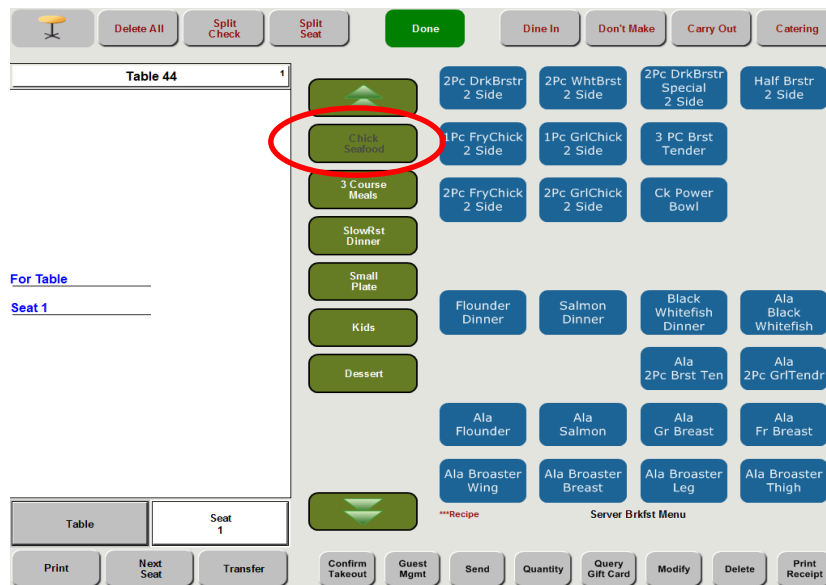 Delete All
Split
Check
Split
Seat
Done
Dine In
Don't Make
Carry Out
Catering
Table 44
1
For Table
Seat 1
Table
Seat
1
Chick
Seafood
3 Course
Meals
SlowRst
Dinner
Small
Plate
Kids
Dessert
2Pc DrkBrstr
2 Side
2Pc WhtBrst
2 Side
2Pc DrkBrstr
Special
2 Side
Half Brstr
2 Side
1Pc FryChick
2 Side
1Pc GrlChick
2 Side
3 PC Brst
Tender
2Pc FryChick
2 Side
2Pc GrlChick
2 Side
Ck Power
Bowl
Flounder
Dinner
Salmon
Dinner
Black
Whitefish
Dinner
Ala
Black
Whitefish
Ala
2Pc Brst Ten
Ala
2Pc GrlTendr
Ala
Flounder
Ala
Salmon
Ala
Gr Breast
Ala
Fr Breast
Ala Broaster
Wing
Ala Broaster
Breast
Ala Broaster
Leg
Ala Broaster
Thigh
***Recipe
Server Brkfst Menu
Print
Next
Seat
Transfer
Confirm
Takeout
Guest
Mgmt
Send
Quantity
Query
Gift Card
Modify
Delete
Print
Receipt